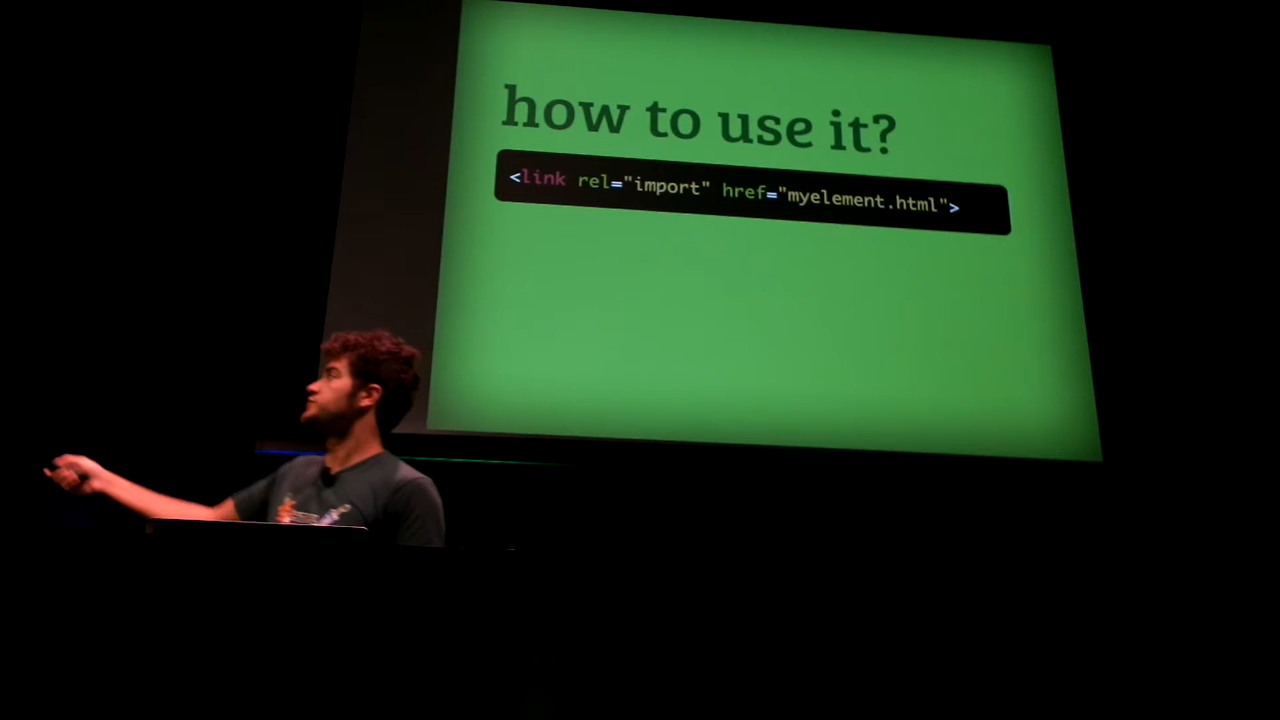 how to use it?
<link rel="import" href="myelement.html">